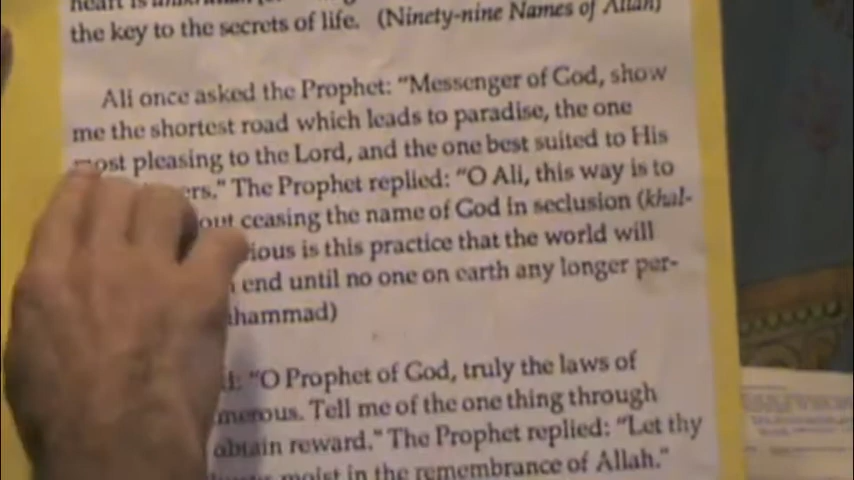 heart is
the key to the secrets of life. (Ninety-nine Names of Allah)
Ali once asked the Prophet: "Messenger of God, show
me the shortest road which leads to paradise, the one
most pleasing to the Lord, and the one best suited to His
ers." The Prophet replied: "O Ali, this way is to
out ceasing the name of God in seclusion (khal-
ious is this practice that the world will
end until no one on earth any longer per-
hammad)
d: "O Prophet of God, truly the laws of
merous. Tell me of the one thing through
obtain reward." The Prophet replied: "Let thy
moist in the remembrance of Allah."